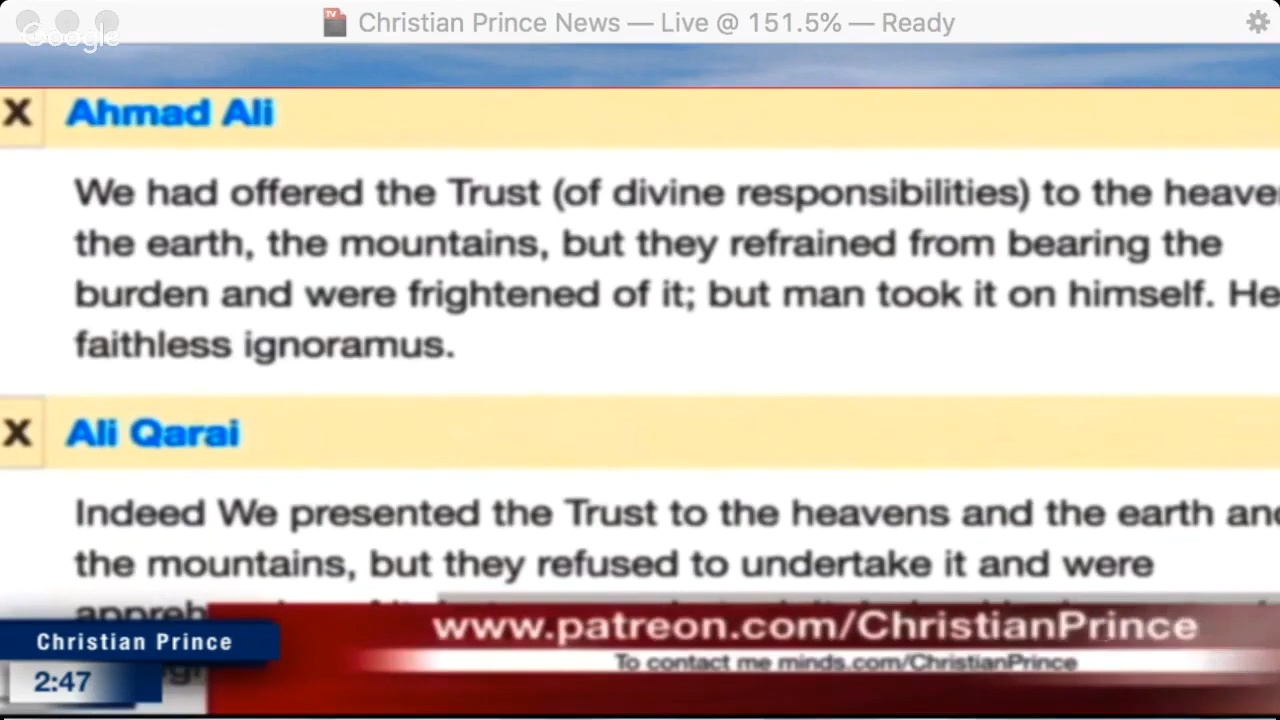 Google
Christian Prince News — Live @ 151.5% — Ready
X Ahmad Ali
We had offered the Trust (of divine responsibilities) to the
the earth, the mountains, but they refrained from bearing the
burden and were frightened of it; but man took it on himself. He
faithless ignoramus.
X Ali Qarai
Indeed We presented the Trust to the heavens and the earth
the mountains, but they refused to undertake it and were
www.patreon.com/ChristianPrince
Christian Prince
To contact me minds.com/ChristianPrince
2:47